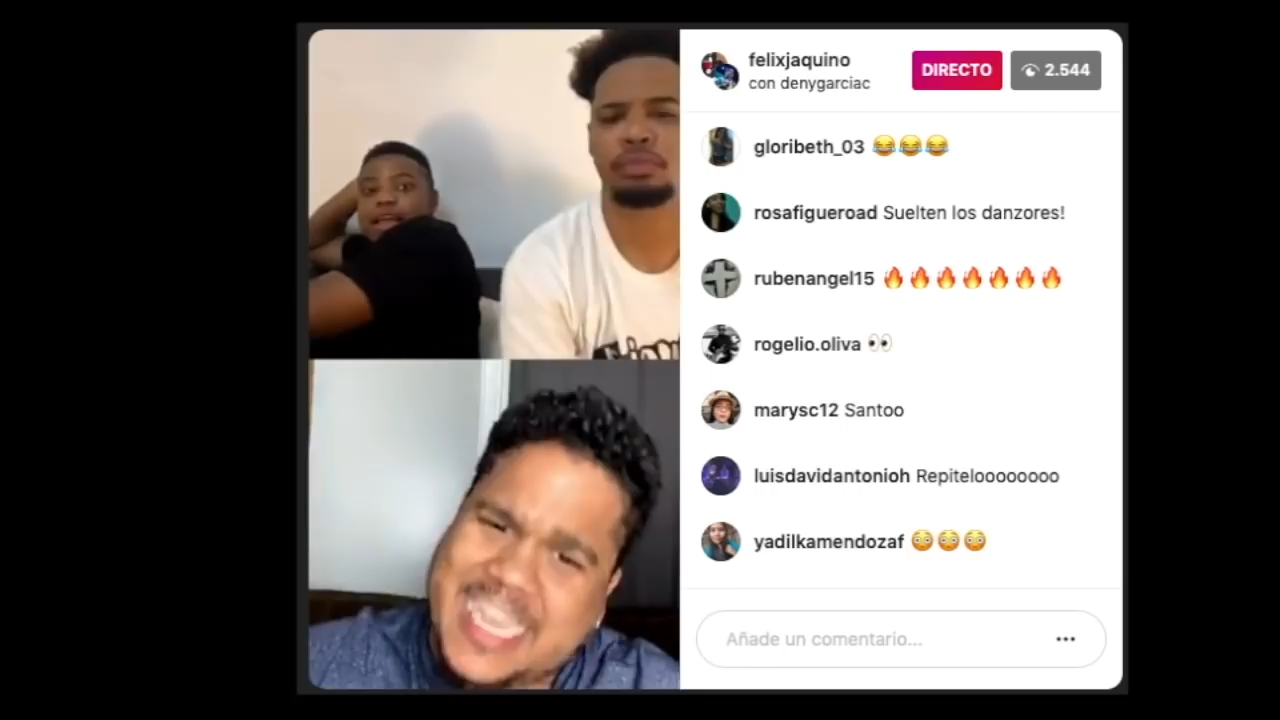 felixjaquino
con denygarciac
DIRECTO
2.544
gloribeth_03 😂😂😂
rosafigueroad Suelten los danzores!
rubenangel15 🔥🔥🔥🔥🔥🔥🔥
rogelio.oliva 👀
marysc12 Santoo
luisdavidantonioh Repiteloooooooo
yadilkamendozaf 😳😳😳
Añade un comentario...